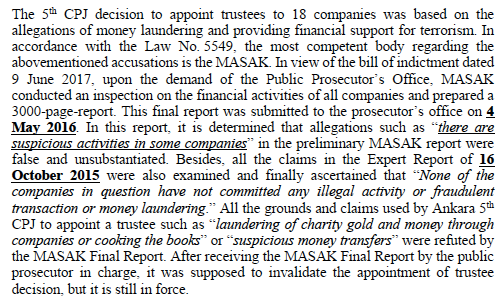 The 5th CPJ decision to appoint trustees to 18 companies was based on the
allegations of money laundering and providing financial support for terrorism. In
accordance with the Law No. 5549, the most competent body regarding the
abovementioned accusations is the MASAK. In view of the bill of indictment dated
9 June 2017, upon the demand of the Public Prosecutor's Office, MASAK
conducted an inspection on the financial activities of all companies and prepared a
3000-page-report. This final report was submitted to the prosecutor's office on 4
May 2016. In this report, it is determined that allegations such as "there are
suspicious activities in some companies" in the preliminary MASAK report were
false and unsubstantiated. Besides, all the claims in the Expert Report of 16
October 2015 were also examined and finally ascertained that "None of the
companies in question have not committed any illegal activity or fraudulent
transaction or money laundering." All the grounds and claims used by Ankara 5th
CPJ to appoint a trustee such as "laundering of charity gold and money through
companies or cooking the books" or "suspicious money transfers" were refuted by
the MASAK Final Report. After receiving the MASAK Final Report by the public
prosecutor in charge, it was supposed to invalidate the appointment of trustee
decision, but it is still in force.